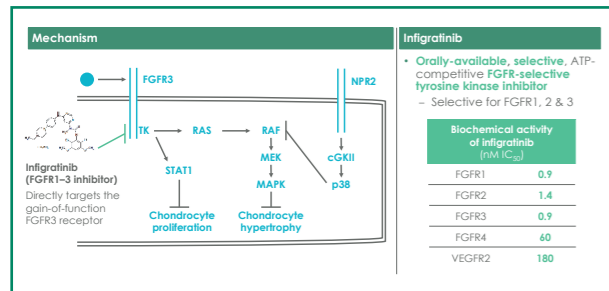 Mechanism
FGFR3
NPR2
TK
RAS
RAF
STAT1
MEK
MAPK
cGKII
p38
Infigratinib
(FGFR1–3 inhibitor)
Directly targets the
gain-of-function
FGFR3 receptor
Chondrocyte
proliferation
Chondrocyte
hypertrophy
Infigratinib
• Orally-available, selective, ATP-
competitive FGFR-selective
tyrosine kinase inhibitor
– Selective for FGFR1, 2 & 3
Biochemical activity
of infigratinib
(nM IC50)
FGFR1 0.9
FGFR2 1.4
FGFR3 0.9
FGFR4 60
VEGFR2 180